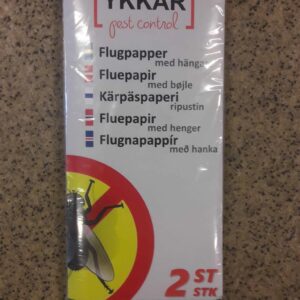 YKKAR
pest control
Flugpapper
med hänga
Fluepapir
med bøjle
Kärpäspaperi
ripustin
Fluepapir
med henger
Flugnapappír
með hanka
2 ST
STK